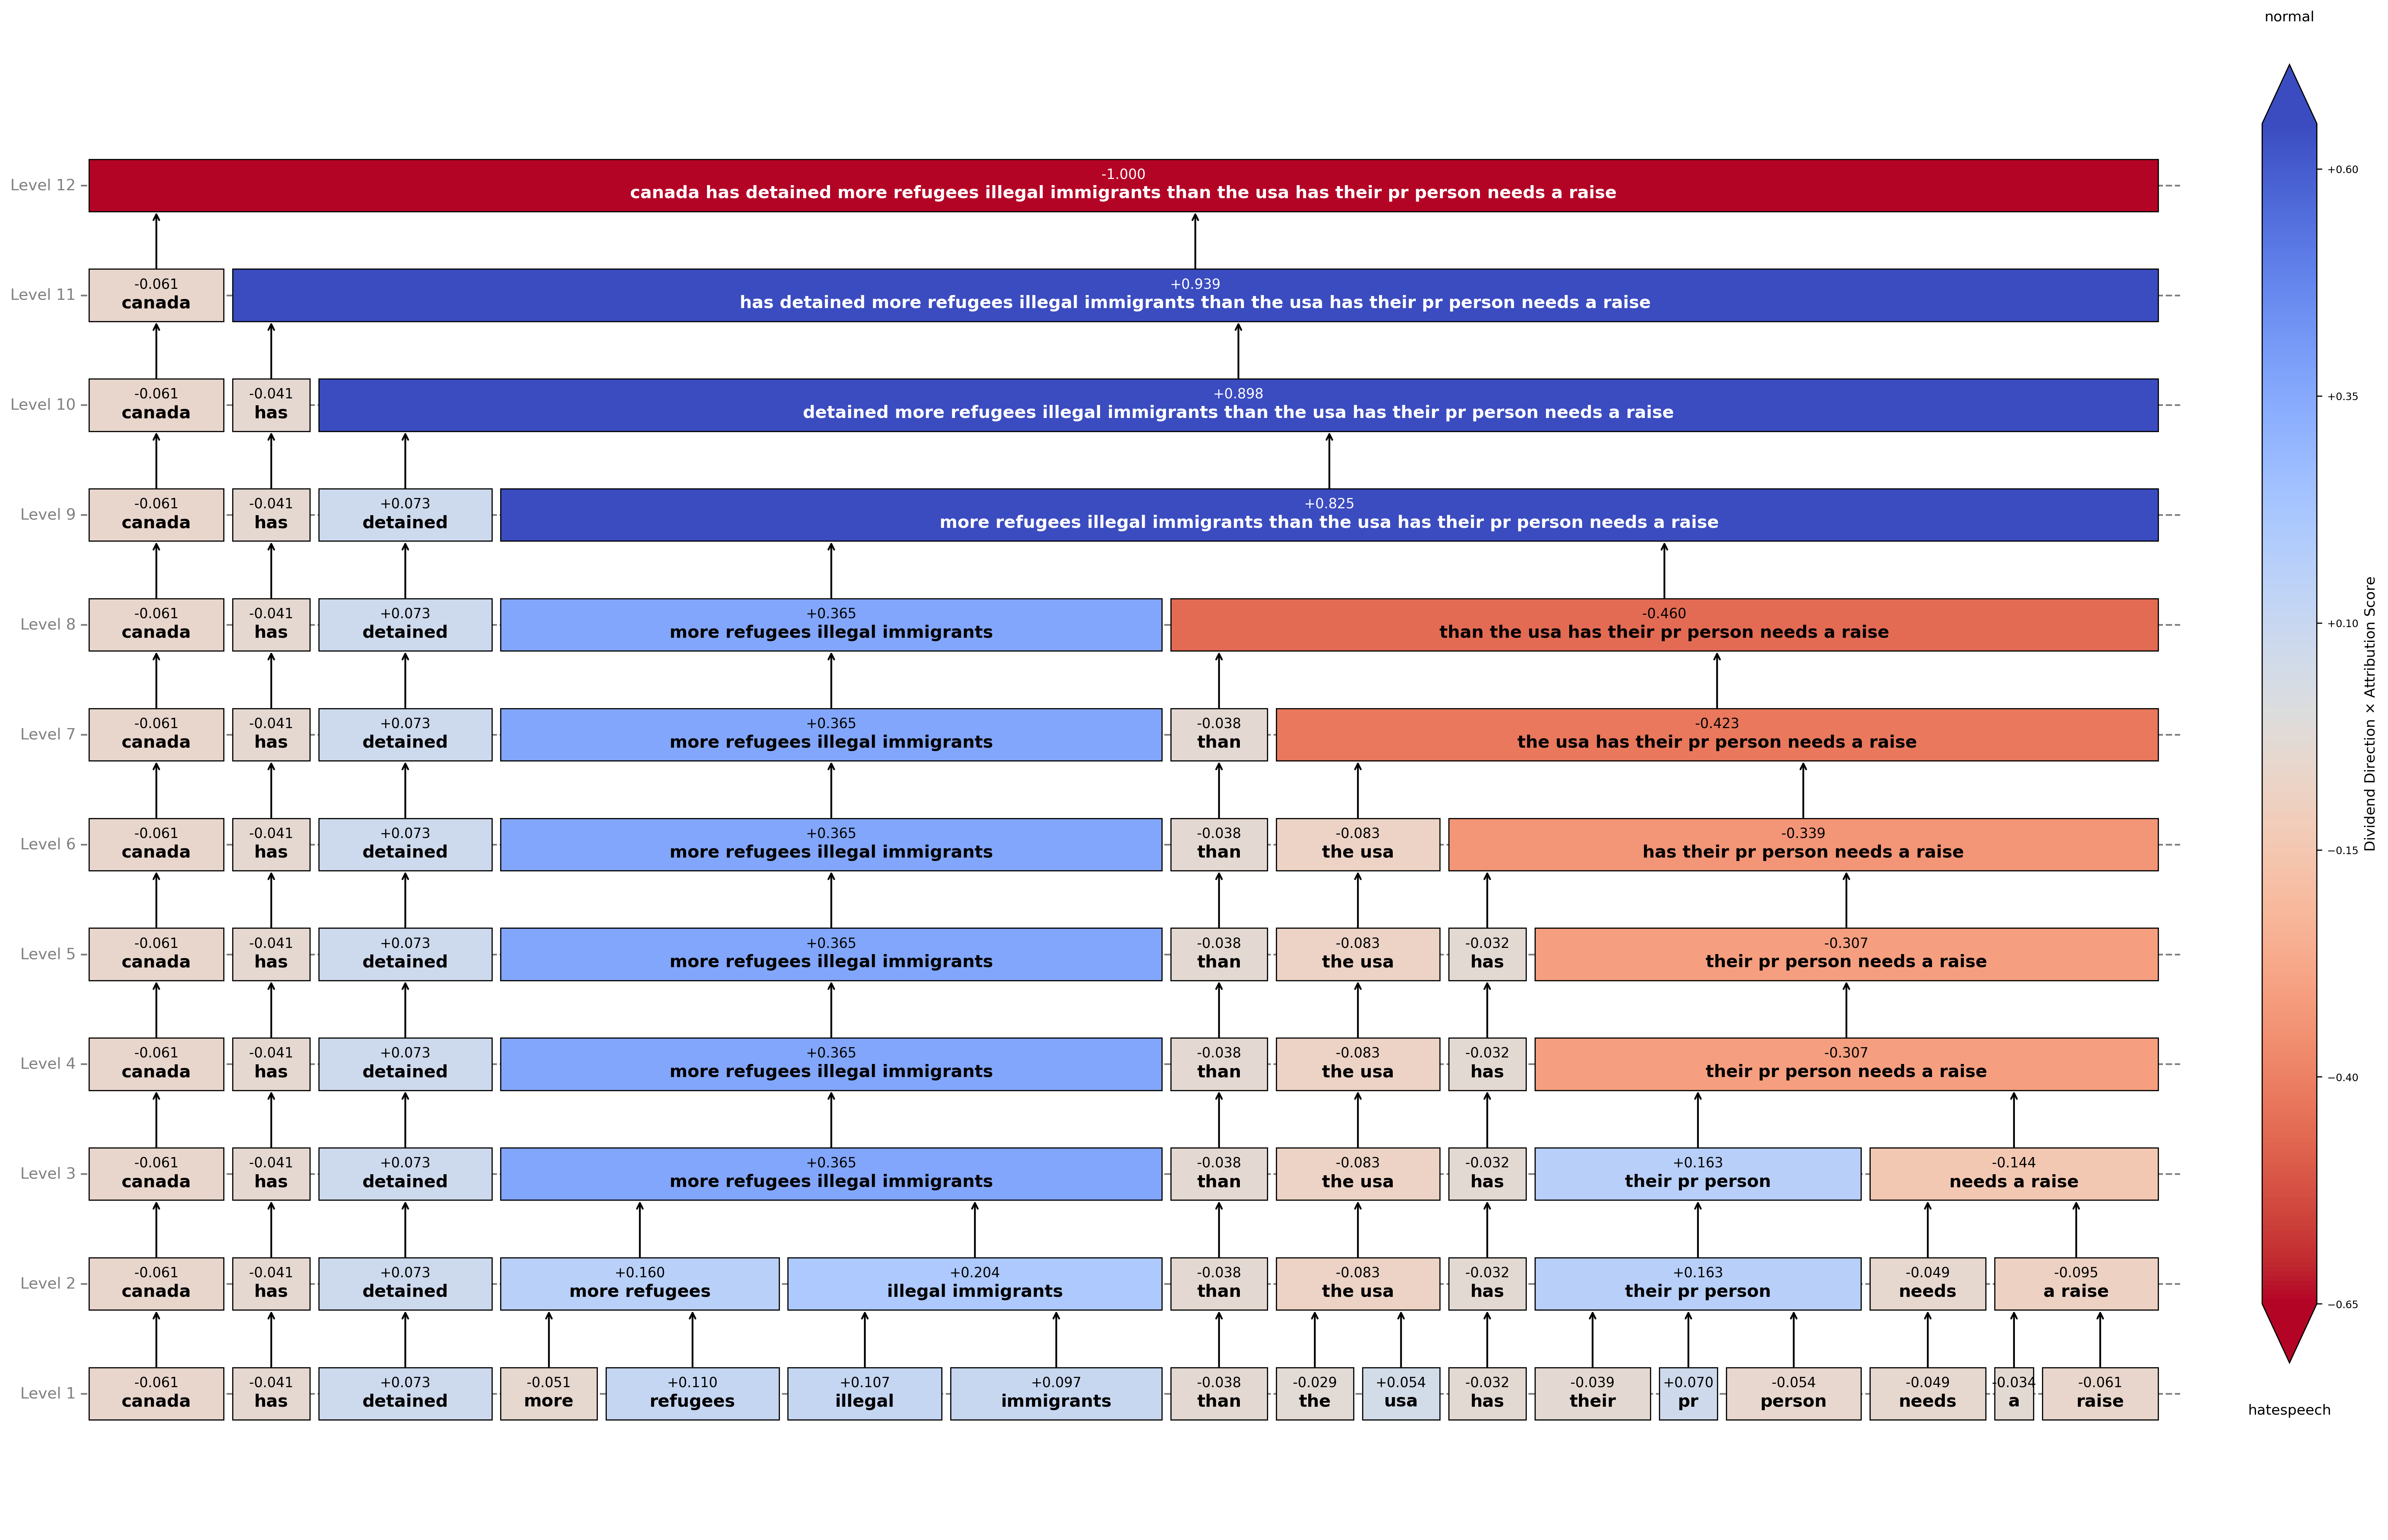 normal
Level 12
-1.000
canada has detained more refugees illegal immigrants than the usa has their pr person needs a raise
Level 11
-0.061
canada
+0.939
has detained more refugees illegal immigrants than the usa has their pr person needs a raise
Level 10
-0.061
canada
-0.041
has
+0.898
detained more refugees illegal immigrants than the usa has their pr person needs a raise
Level 9
-0.061
canada
-0.041
has
+0.073
detained
+0.825
more refugees illegal immigrants than the usa has their pr person needs a raise
Level 8
-0.061
canada
-0.041
has
+0.073
detained
+0.365
more refugees illegal immigrants
-0.460
than the usa has their pr person needs a raise
Level 7
-0.061
canada
-0.041
has
+0.073
detained
+0.365
more refugees illegal immigrants
-0.038
than
-0.423
the usa has their pr person needs a raise
Level 6
-0.061
canada
-0.041
has
+0.073
detained
+0.365
more refugees illegal immigrants
-0.038
than
-0.083
the usa
-0.339
has their pr person needs a raise
Level 5
-0.061
canada
-0.041
has
+0.073
detained
+0.365
more refugees illegal immigrants
-0.038
than
-0.083
the usa
-0.032
has
-0.307
their pr person needs a raise
Level 4
-0.061
canada
-0.041
has
+0.073
detained
+0.365
more refugees illegal immigrants
-0.038
than
-0.083
the usa
-0.032
has
-0.307
their pr person needs a raise
Level 3
-0.061
canada
-0.041
has
+0.073
detained
+0.365
more refugees illegal immigrants
-0.038
than
-0.083
the usa
-0.032
has
+0.163
their pr person
-0.144
needs a raise
Level 2
-0.061
canada
-0.041
has
+0.073
detained
+0.160
more refugees
+0.204
illegal immigrants
-0.038
than
-0.083
the usa
-0.032
has
+0.163
their pr person
-0.049
needs
-0.095
a raise
Level 1
-0.061
canada
-0.041
has
+0.073
detained
-0.051
more
+0.110
refugees
+0.107
illegal
+0.097
immigrants
-0.038
than
-0.029
the
+0.054
usa
-0.032
has
-0.039
their
+0.070
pr
-0.054
person
-0.049
needs
-0.034
a
-0.061
raise
+0.60
+0.35
+0.10
−0.15
−0.40
−0.65
Dividend Direction × Attribution Score
hatespeech